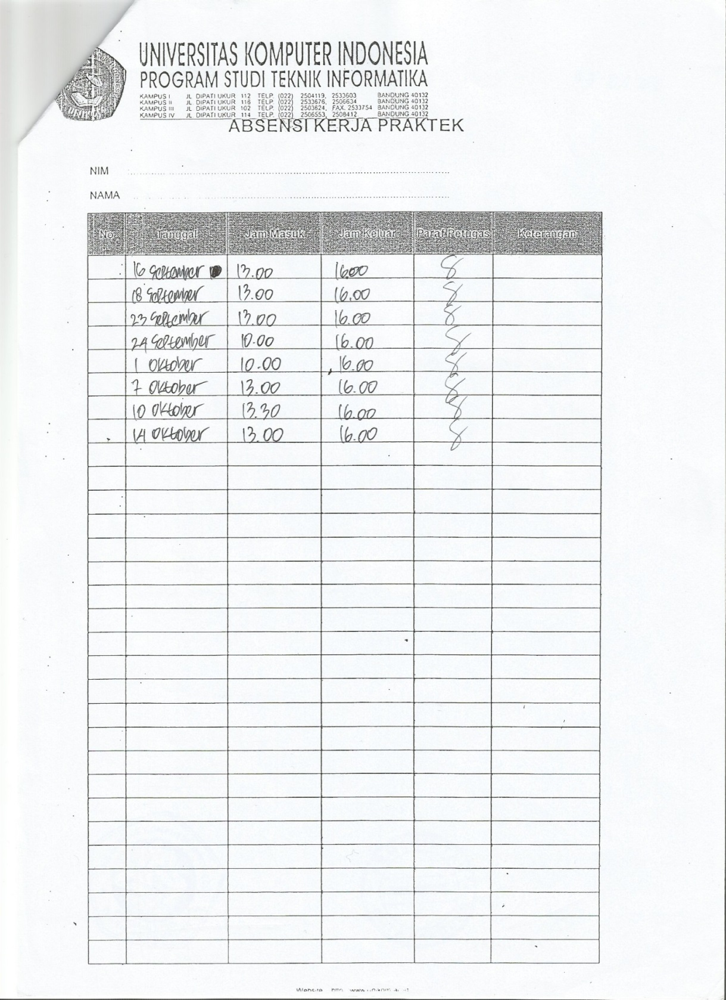 UNIVERSITAS KOMPUTER INDONESIA
PROGRAM STUDI TEKNIK INFORMATIKA
KAMPUS I JL DIPATI UKUR 112 TELP. (022) 2504119, 2533603 BANDUNG 40132
KAMPUS II JL DIPATI UKUR 116 TELP. (022) 2533676, 2506634 BANDUNG 40132
KAMPUS III JL DIPATI UKUR 102 TELP. (022) 2503624, FAX. 2533754 BANDUNG 40132
KAMPUS IV JL DIPATI UKUR 114 TELP. (022) 2506553, 2508412 BANDUNG 40132
ABSENSI KERJA PRAKTEK
NIM
NAMA
No Tanggal Jam Masuk Jam Keluar Paraf Petugas Keterangan
16 September 13.00 16.00
18 September 13.00 16.00
23 September 13.00 16.00
24 September 10.00 16.00
1 Oktober 10.00 16.00
7 Oktober 13.00 16.00
10 Oktober 13.30 16.00
14 Oktober 13.00 16.00
Website http